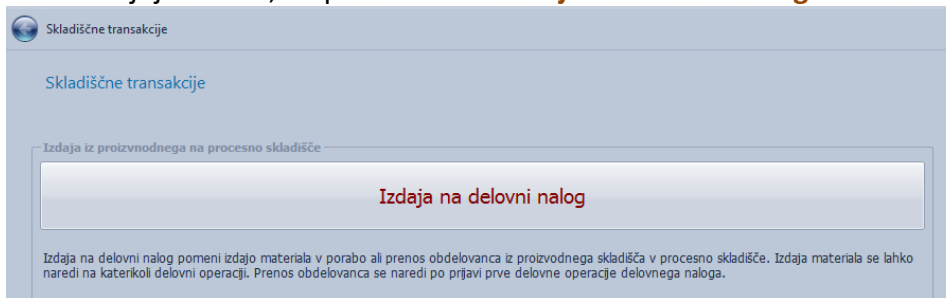 Skladiščne transakcije
Skladiščne transakcije
Izdaja iz proizvnodnega na procesno skladišče
Izdaja na delovni nalog
Izdaja na delovni nalog pomeni izdajo materiala v porabo ali prenos obdelovanca iz proizvodnega skladišča v procesno skladišče. Izdaja materiala se lahko
naredi na katerikoli delovni operaciji. Prenos obdelovanca se naredi po prijavi prve delovne operacije delovnega naloga.